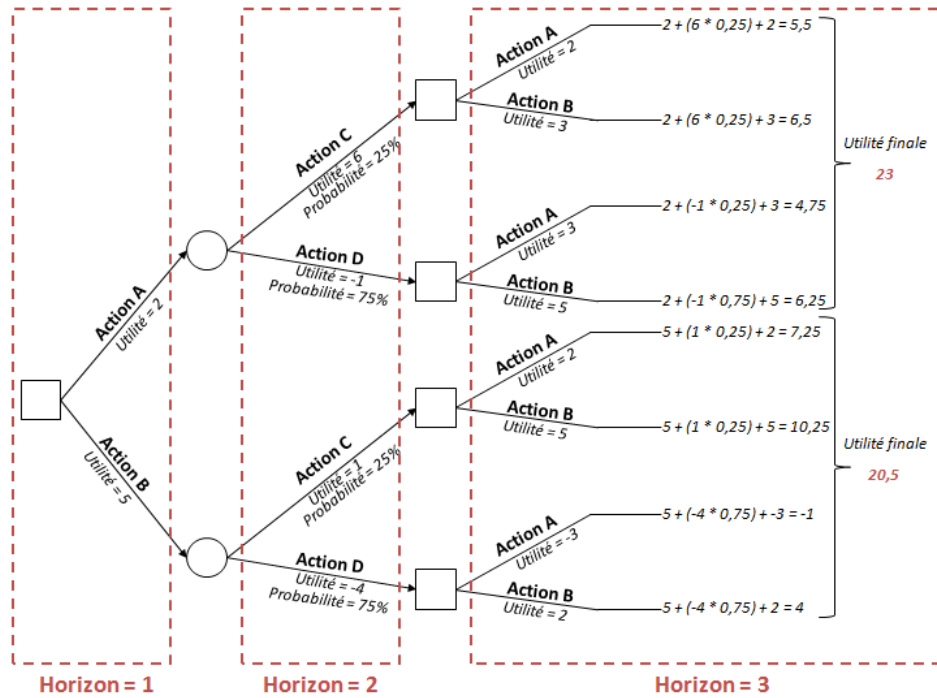 Action A
Utilité = 2
Action B
Utilité = 5
Action C
Utilité = 6
Probabilité = 25%
Action D
Utilité = -1
Probabilité = 75%
Action C
Utilité = 1
Probabilité = 25%
Action D
Utilité = -4
Probabilité = 75%
Action A
Utilité = 2
2 + (6 * 0,25) + 2 = 5,5
Action B
Utilité = 3
2 + (6 * 0,25) + 3 = 6,5
Action A
Utilité = 3
2 + (-1 * 0,25) + 3 = 4,75
Action B
Utilité = 5
2 + (-1 * 0,75) + 5 = 6,25
Utilité finale
23
Action A
Utilité = 2
5 + (1 * 0,25) + 2 = 7,25
Action B
Utilité = 5
5 + (1 * 0,25) + 5 = 10,25
Action A
Utilité = -3
5 + (-4 * 0,75) + -3 = -1
Action B
Utilité = 2
5 + (-4 * 0,75) + 2 = 4
Utilité finale
20,5
Horizon = 1
Horizon = 2
Horizon = 3